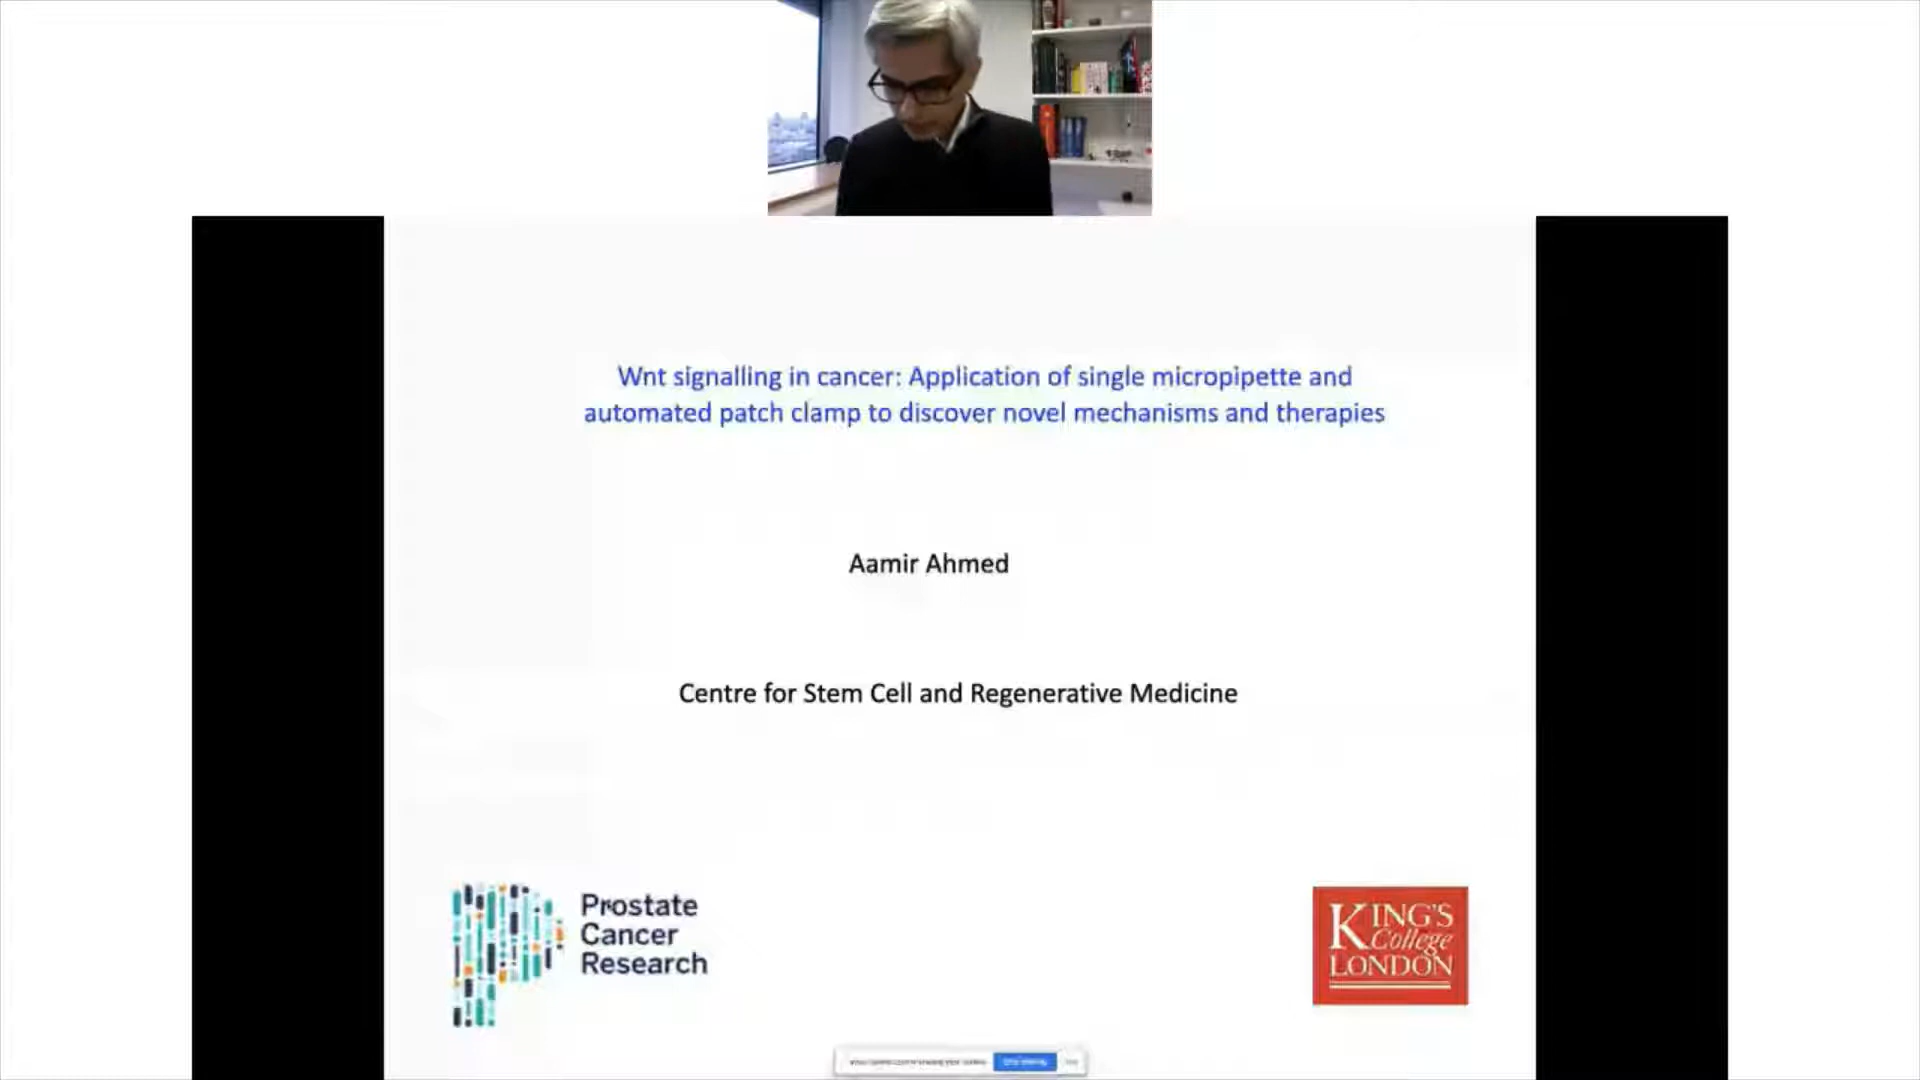 Wnt signalling in cancer: Application of single micropipette and
automated patch clamp to discover novel mechanisms and therapies
Aamir Ahmed
Centre for Stem Cell and Regenerative Medicine
Prostate
Cancer
Research
KING'S
College
LONDON